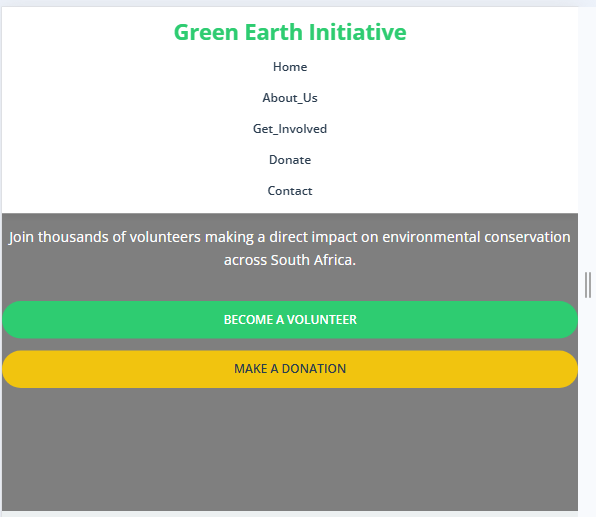 Green Earth Initiative
Home
About_Us
Get_Involved
Donate
Contact
Join thousands of volunteers making a direct impact on environmental conservation
across South Africa.
BECOME A VOLUNTEER
MAKE A DONATION